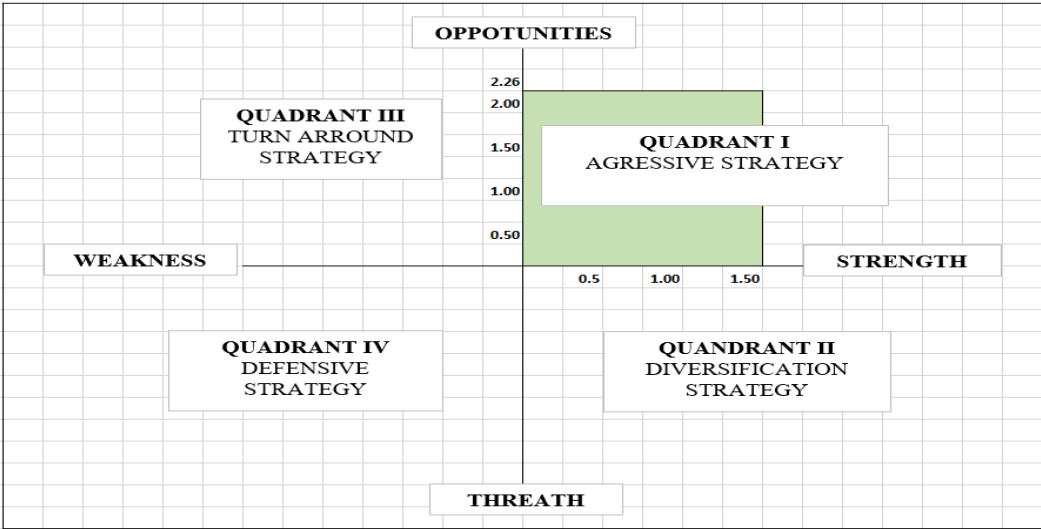 OPPOTUNITIES
2.26
2.00
QUADRANT III
TURN ARROUND
STRATEGY
QUADRANT I
AGRESSIVE STRATEGY
1.50
1.00
0.50
WEAKNESS
STRENGTH
0.5 1.00 1.50
QUADRANT IV
DEFENSIVE
STRATEGY
QUANDRANT II
DIVERSIFICATION
STRATEGY
THREATH